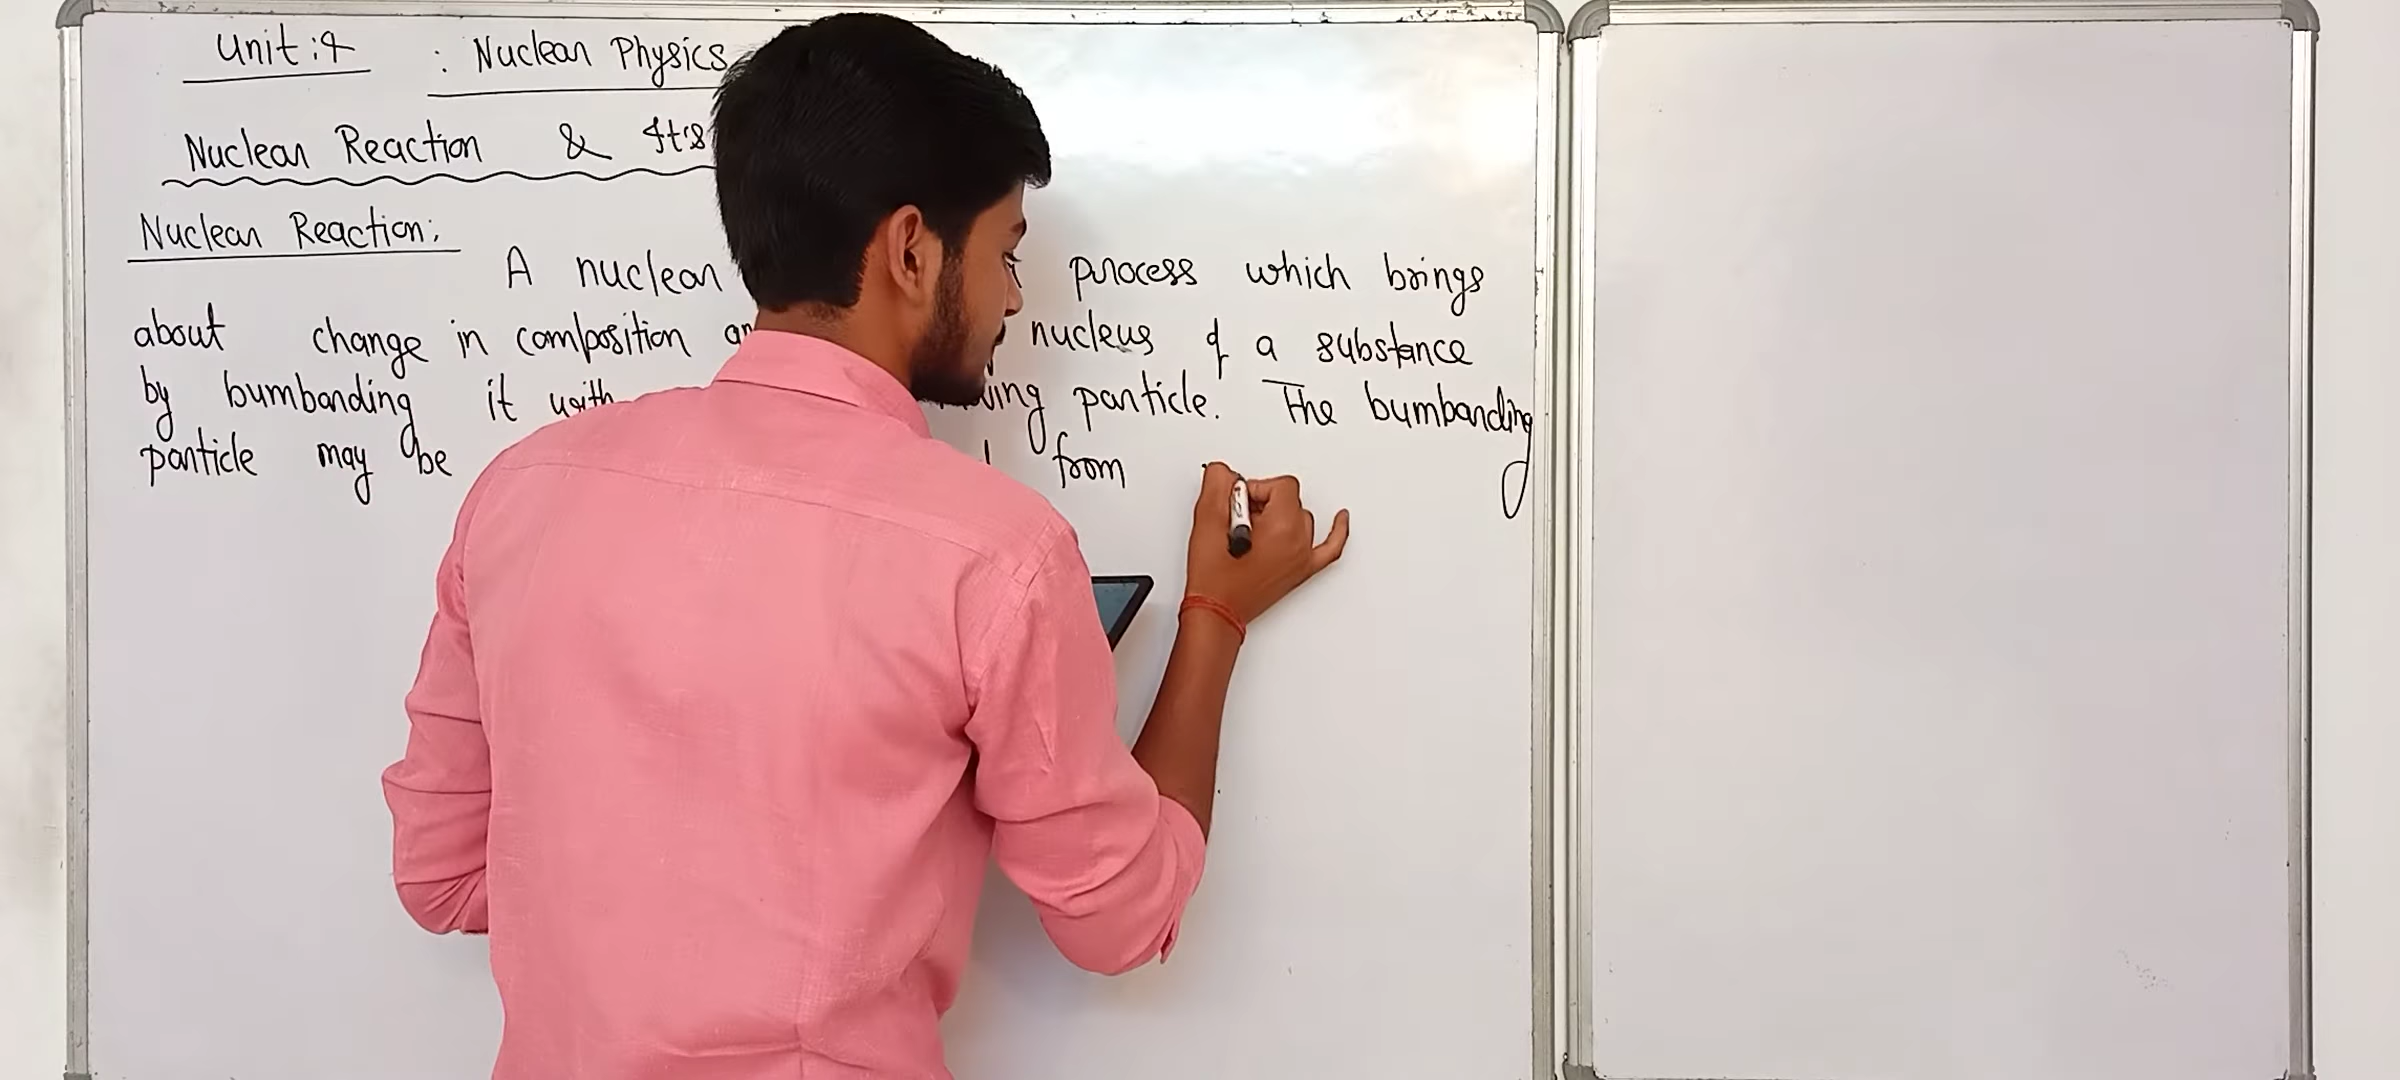 Unit : 4 : Nuclear Physics
Nuclear Reaction & It's
Nuclear Reaction :
A nuclear process which brings
about change in composition nucleus of a substance
by bumbarding it with particle. The bumbarding
particle may be from